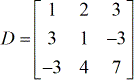 D = [ 1 2 3
3 1 -3
-3 4 7 ]